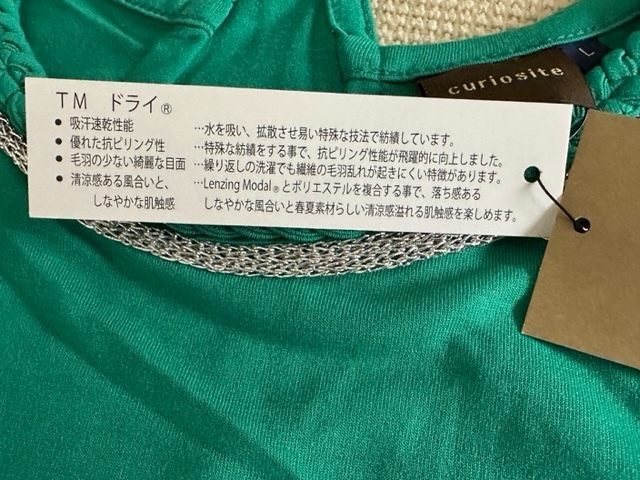 curiosite
L
TM ドライ®
● 吸汗速乾性能 …水を吸い、拡散させ易い特殊な技法で紡績しています。
● 優れた抗ピリング性 …特殊な紡績をする事で、抗ピリング性能が飛躍的に向上しました。
● 毛羽の少ない綺麗な目面 …繰り返しの洗濯でも繊維の毛羽乱れが起きにくい特徴があります。
● 清涼感ある風合いと、 …Lenzing Modal®とポリエステルを複合する事で、落ち感ある
しなやかな肌触感 しなやかな風合いと春夏素材らしい清涼感溢れる肌触感を楽しめます。